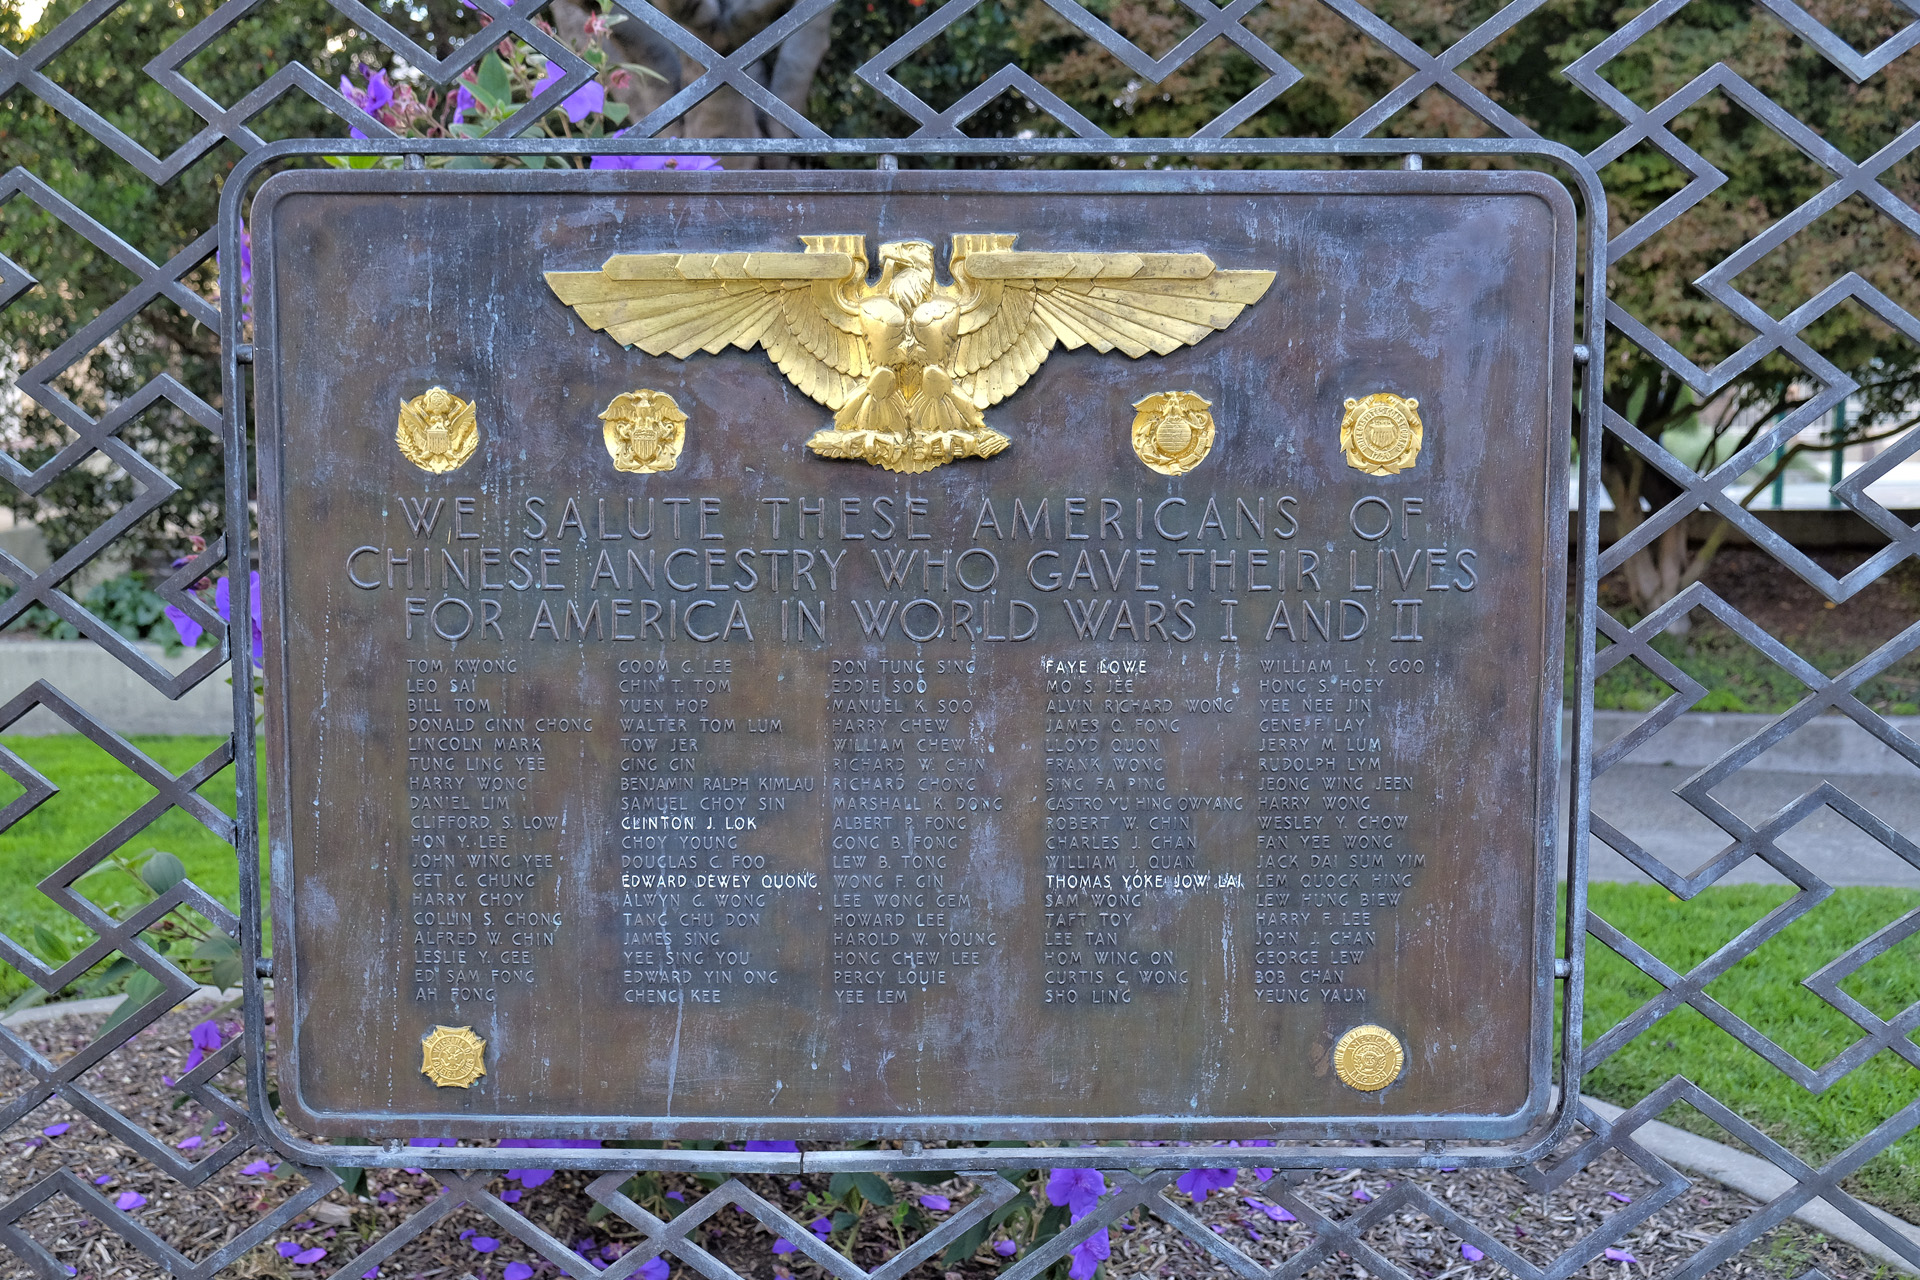 WE SALUTE THESE AMERICANS OF
CHINESE ANCESTRY WHO GAVE THEIR LIVES
FOR AMERICA IN WORLD WARS I AND II
TOM KWONG
LEO SAI
BILL TOM
DONALD GINN CHONG
LINCOLN MARK
TUNG LING YEE
HARRY WONG
DANIEL LIM
CLIFFORD. S. LOW
HON Y. LEE
JOHN WING YEE
GET G. CHUNG
HARRY CHOY
COLLIN S. CHONG
ALFRED W. CHIN
LESLIE Y. GEE
ED SAM FONG
AH FONG
GOOM G. LEE
CHIN T. TOM
YUEN HOP
WALTER TOM LUM
TOW JER
GING GIN
BENJAMIN RALPH KIMLAU
SAMUEL CHOY SIN
CLINTON J. LOK
CHOY YOUNG
DOUGLAS C. FOO
EDWARD DEWEY QUONG
ALWYN G. WONG
TANG CHU DON
JAMES SING
YEE SING YOU
EDWARD YIN ONG
CHENG KEE
DON TUNG SING
EDDIE SOO
MANUEL K. SOO
HARRY CHEW
WILLIAM CHEW
RICHARD W. CHIN
RICHARD CHONG
MARSHALL K. DONG
ALBERT P. FONG
GONG B. FONG
LEW B. TONG
WONG F. GIN
LEE WONG GEM
HOWARD LEE
HAROLD W. YOUNG
HONG CHEW LEE
PERCY LOUIE
YEE LEM
FAYE LOWE
MO S. JEE
ALVIN RICHARD WONG
JAMES Q. FONG
LLOYD QUON
FRANK WONG
SING FA PING
CASTRO YU HING OWYANG
ROBERT W. CHIN
CHARLES J. CHAN
WILLIAM J. QUAN
THOMAS YOKE JOW LAI
SAM WONG
TAFT TOY
LEE TAN
HOM WING ON
CURTIS C. WONG
SHO LING
WILLIAM L. Y. GOO
HONG S. HOEY
YEE NEE JIN
GENE F. LAY
JERRY M. LUM
RUDOLPH LYM
JEONG WING JEEN
HARRY WONG
WESLEY Y. CHOW
FAN YEE WONG
JACK DAI SUM YIM
LEM QUOCK HING
LEW HUNG BIEW
HARRY F. LEE
JOHN J. CHAN
GEORGE LEW
BOB CHAN
YEUNG YAUN